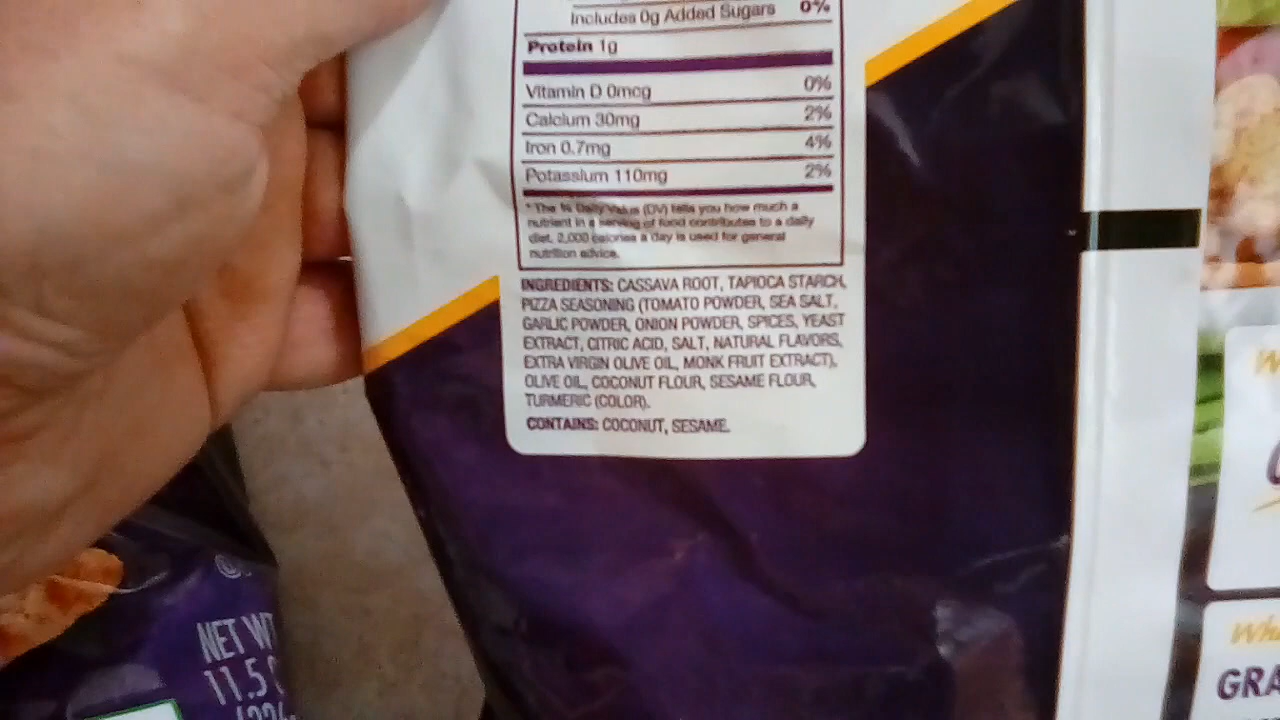 Includes 0g Added Sugars 0%
Protein 1g
Vitamin D 0mcg 0%
Calcium 30mg 2%
Iron 0.7mg 4%
Potassium 110mg 2%
* The % Daily Value (DV) tells you how much a
nutrient in a serving of food contributes to a daily
diet. 2,000 calories a day is used for general
nutrition advice.
INGREDIENTS: CASSAVA ROOT, TAPIOCA STARCH,
PIZZA SEASONING (TOMATO POWDER, SEA SALT,
GARLIC POWDER, ONION POWDER, SPICES, YEAST
EXTRACT, CITRIC ACID, SALT, NATURAL FLAVORS,
EXTRA VIRGIN OLIVE OIL, MONK FRUIT EXTRACT),
OLIVE OIL, COCONUT FLOUR, SESAME FLOUR,
TURMERIC (COLOR).
CONTAINS: COCONUT, SESAME.
NET WT
11.5
GRA